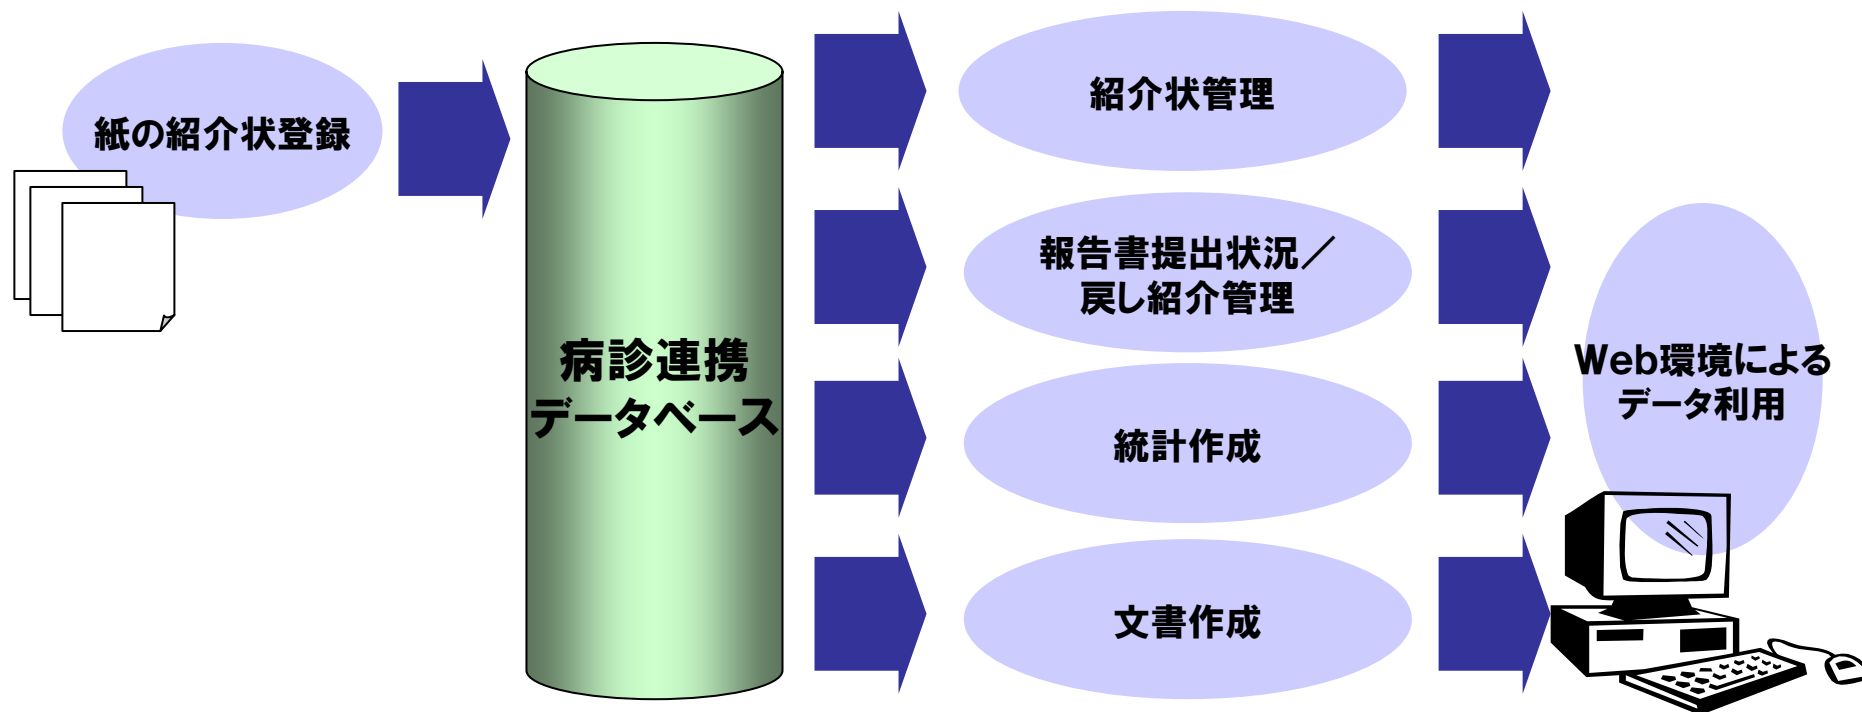 紙の紹介状登録
病診連携
データベース
紹介状管理
報告書提出状況／
戻し紹介管理
統計作成
文書作成
Web環境による
データ利用